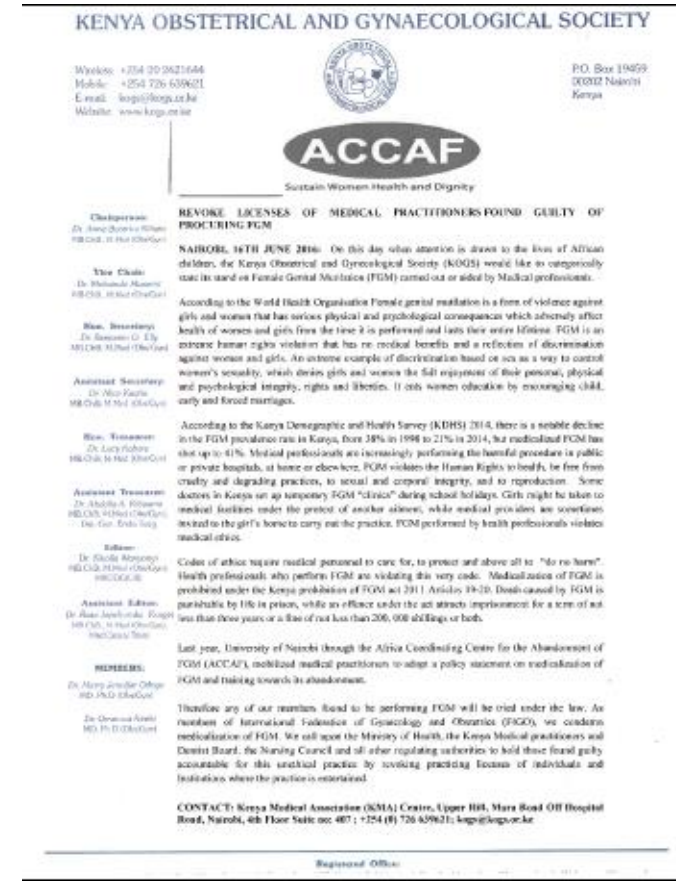 KENYA OBSTETRICAL AND GYNAECOLOGICAL SOCIETY
Wireless: +254 20 2621644
Mobile: +254 726 639621
E-mail: kogs@kogs.or.ke
Website: www.kogs.or.ke
P.O. Box 19459
00202 Nairobi
Kenya
ACCAF
Sustain Women Health and Dignity
REVOKE LICENSES OF MEDICAL PRACTITIONERS FOUND GUILTY OF
PROCURING FGM
NAIROBI, 16TH JUNE 2016: On this day when attention is drawn to the lives of African
children, the Kenya Obstetrical and Gynecological Society (KOGS) would like to categorically
state its stand on Female Genital Mutilation (FGM) carried out or aided by Medical professionals.
According to the World Health Organisation Female genital mutilation is a form of violence against
girls and women that has serious physical and psychological consequences which adversely affect
health of women and girls from the time it is performed and lasts their entire lifetime. FGM is an
extreme human rights violation that has no medical benefits and a reflection of discrimination
against women and girls. An extreme example of discrimination based on sex as a way to control
women's sexuality, which denies girls and women the full enjoyment of their personal, physical
and psychological integrity, rights and liberties. It ends women education by encouraging child,
early and forced marriages.
According to the Kenya Demographic and Health Survey (KDHS) 2014, there is a notable decline
in the FGM prevalence rate in Kenya, from 38% in 1998 to 21% in 2014, but medicalized FGM has
shot up to 41%. Medical professionals are increasingly performing the harmful procedure in public
or private hospitals, at home or elsewhere. FGM violates the Human Rights to health, be free from
cruelty and degrading practices, to sexual and corporal integrity, and to reproduction. Some
doctors in Kenya set up temporary FGM "clinics" during school holidays. Girls might be taken to
medical facilities under the pretext of another ailment, while medical providers are sometimes
invited to the girl's home to carry out the practice. FGM performed by health professionals violates
medical ethics.
Codes of ethics require medical personnel to care for, to protect and above all to "do no harm".
Health professionals who perform FGM are violating this very code. Medicalization of FGM is
prohibited under the Kenya prohibition of FGM act 2011 Articles 19-20. Death caused by FGM is
punishable by life in prison, while an offence under the act attracts imprisonment for a term of not
less than three years or a fine of not less than 200, 000 shillings or both.
Last year, University of Nairobi through the Africa Coordinating Centre for the Abandonment of
FGM (ACCAF), mobilized medical practitioners to adopt a policy statement on medicalization of
FGM and training towards its abandonment.
Therefore any of our members found to be performing FGM will be tried under the law. As
members of International Federation of Gynecology and Obstetrics (FIGO), we condemn
medicalization of FGM. We call upon the Ministry of Health, the Kenya Medical practitioners and
Dentist Board, the Nursing Council and all other regulating authorities to hold those found guilty
accountable for this unethical practice by revoking practicing licenses of individuals and
Institutions where the practice is entertained.
CONTACT: Kenya Medical Association (KMA) Centre, Upper Hill, Mara Road Off Hospital
Road, Nairobi, 4th Floor Suite no: 407 ; +254 (0) 726 639621; kogs@kogs.or.ke
Chairperson:
Vice Chair:
Hon. Secretary:
Assistant Secretary:
Hon. Treasurer:
Assistant Treasurer:
Editor:
Assistant Editor:
MEMBERS:
Registered Office: